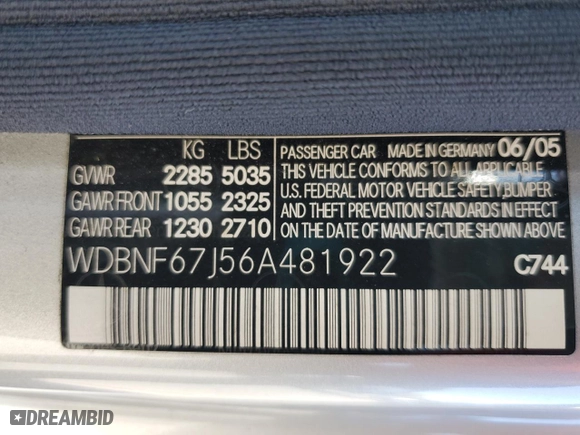 KG LBS
GVWR 2285 5035
GAWR FRONT 1055 2325
GAWR REAR 1230 2710
PASSENGER CAR MADE IN GERMANY 06/05
THIS VEHICLE CONFORMS TO ALL APPLICABLE
U.S. FEDERAL MOTOR VEHICLE SAFETY, BUMPER
AND THEFT PREVENTION STANDARDS IN EFFECT
ON THE DATE OF MANUFACTURE SHOWN ABOVE
WDBNF67J56A481922 C744
DREAMBID